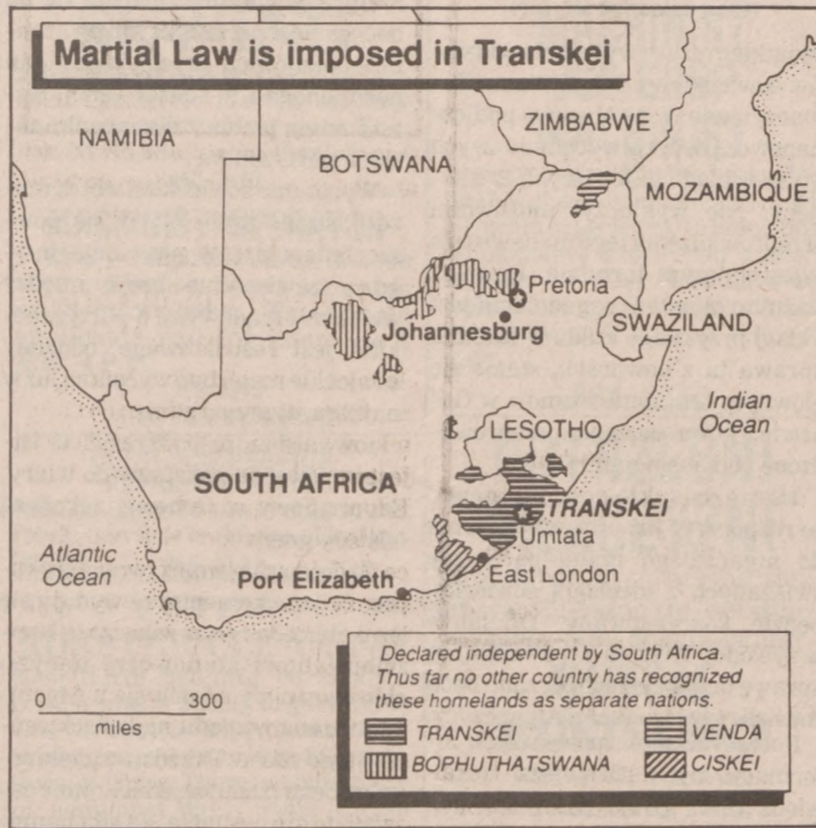 Martial Law is imposed in Transkei
NAMIBIA
ZIMBABWE
BOTSWANA
MOZAMBIQUE
Pretoria
Johannesburg
SWAZILAND
Indian
Ocean
LESOTHO
SOUTH AFRICA
TRANSKEI
Umtata
Atlantic
Ocean
Port Elizabeth
East London
Declared independent by South Africa.
Thus far no other country has recognized
these homelands a separate nations.
0 300
miles
TRANSKEI VENDA
BOPHUTHATSWANA CISKEI